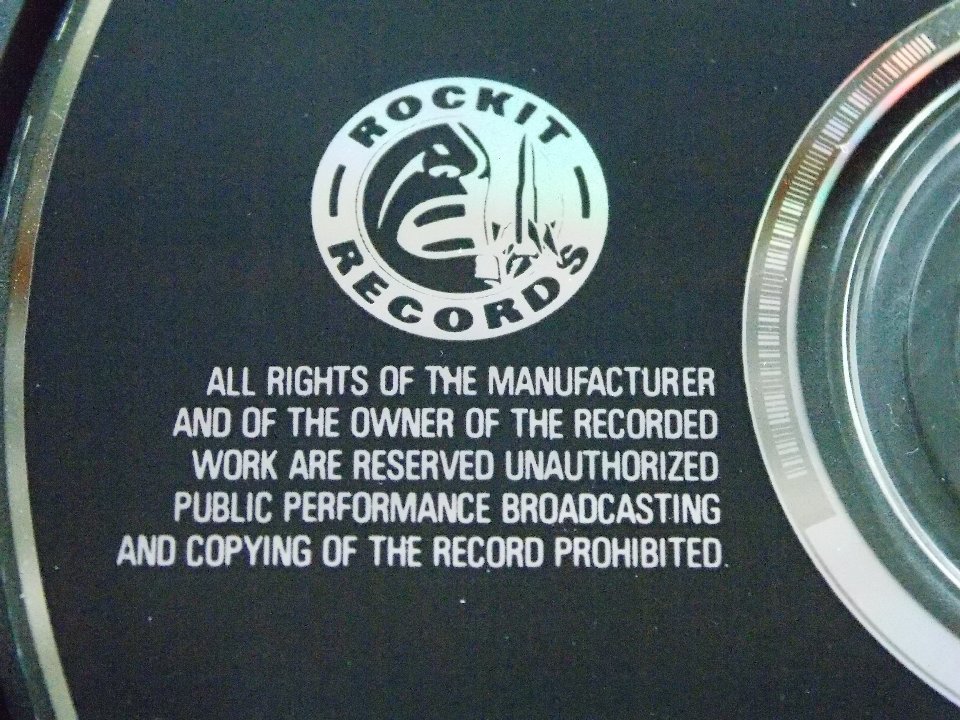 ROCKIT
RECORDS
ALL RIGHTS OF THE MANUFACTURER
AND OF THE OWNER OF THE RECORDED
WORK ARE RESERVED UNAUTHORIZED
PUBLIC PERFORMANCE BROADCASTING
AND COPYING OF THE RECORD PROHIBITED.